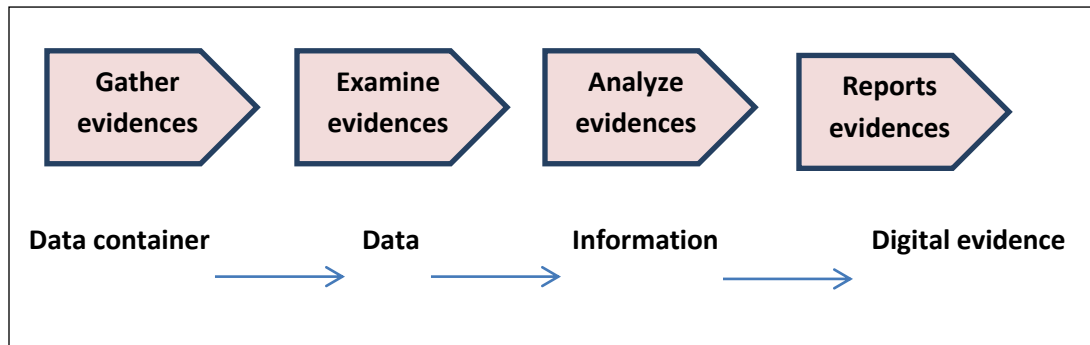 Gather
evidences
Examine
evidences
Analyze
evidences
Reports
evidences
Data container
Data
Information
Digital evidence